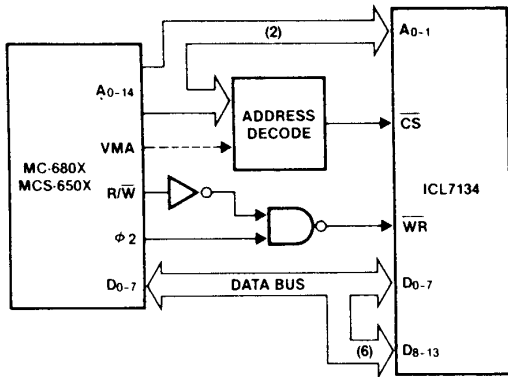 (2)
A0-1
A0-14
ADDRESS
DECODE
CS
VMA
MC-680X
MCS-650X
R/W
ICL7134
WR
φ2
D0-7
DATA BUS
D0-7
(6)
D8-13